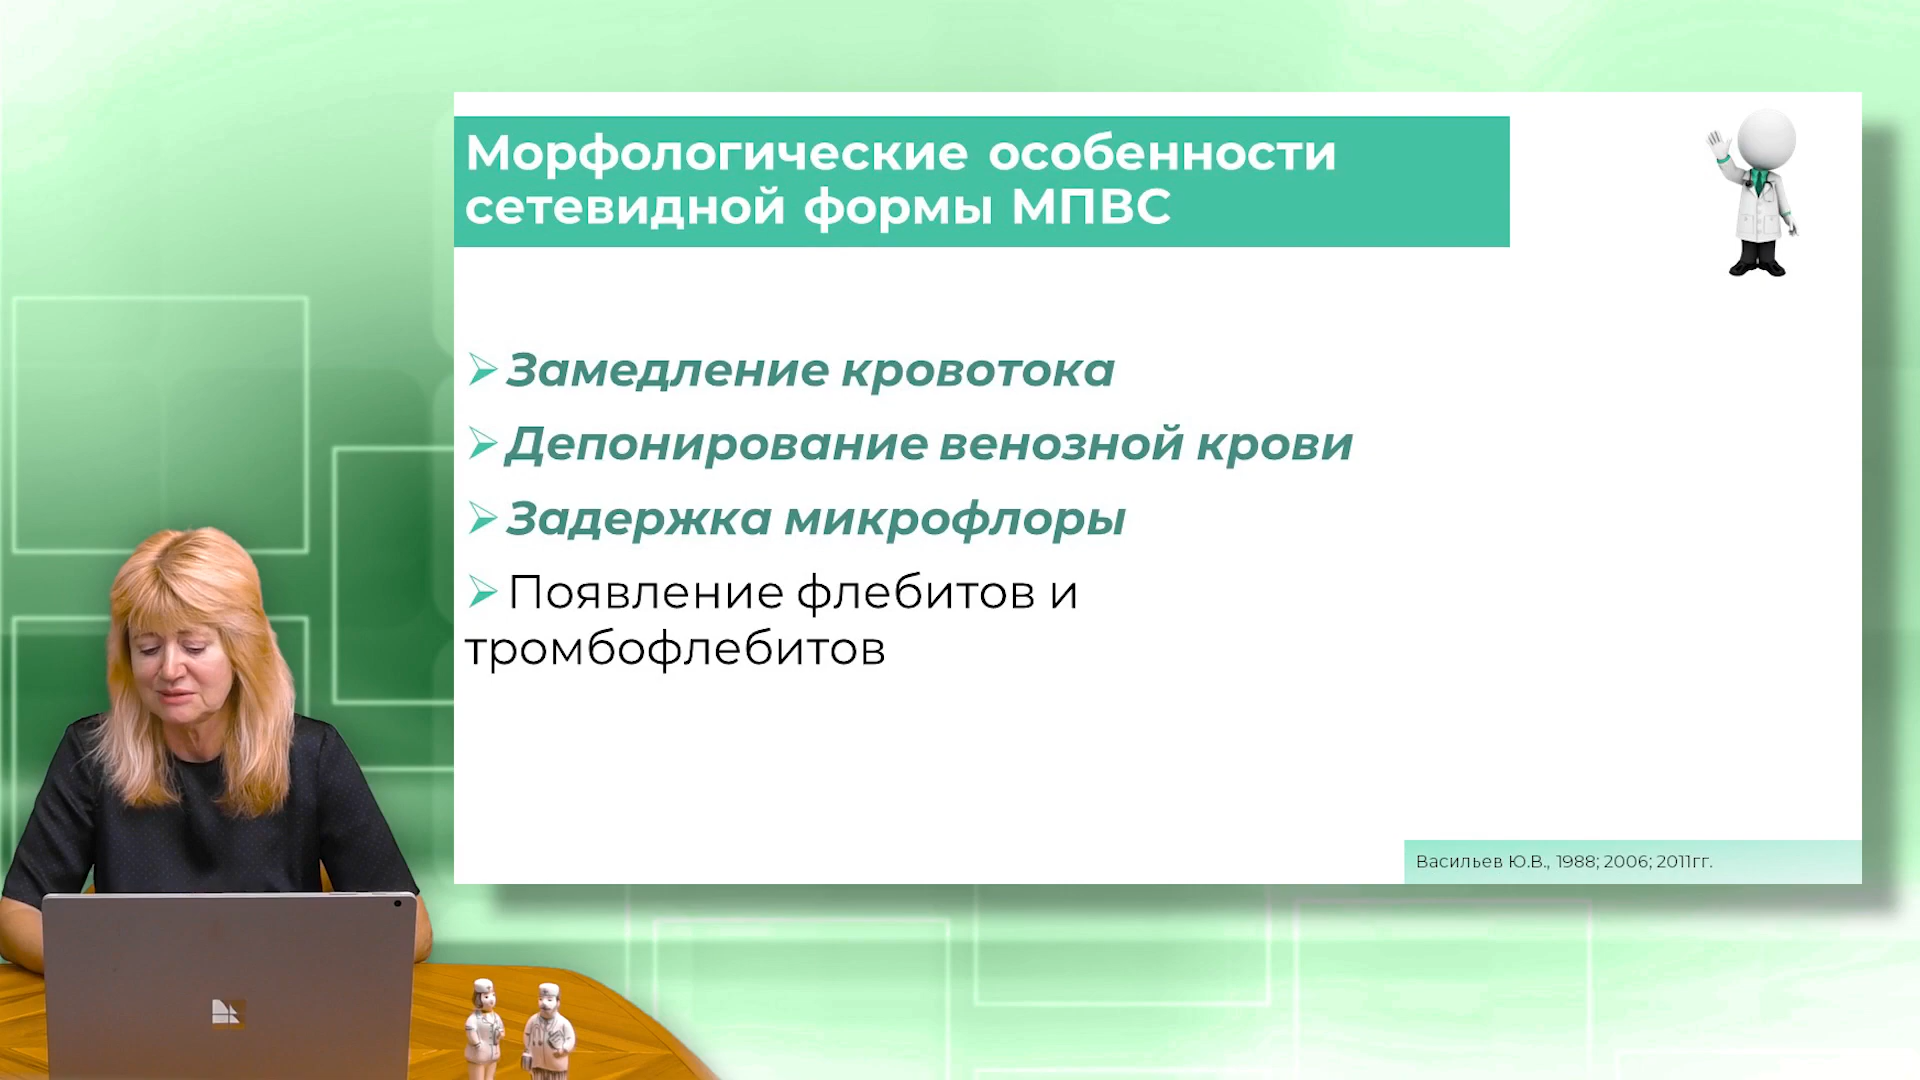 Морфологические особенности
сетевидной формы МПВС
Замедление кровотока
Депонирование венозной крови
Задержка микрофлоры
Появление флебитов и
тромбофлебитов
Васильев Ю.В., 1988; 2006; 2011гг.